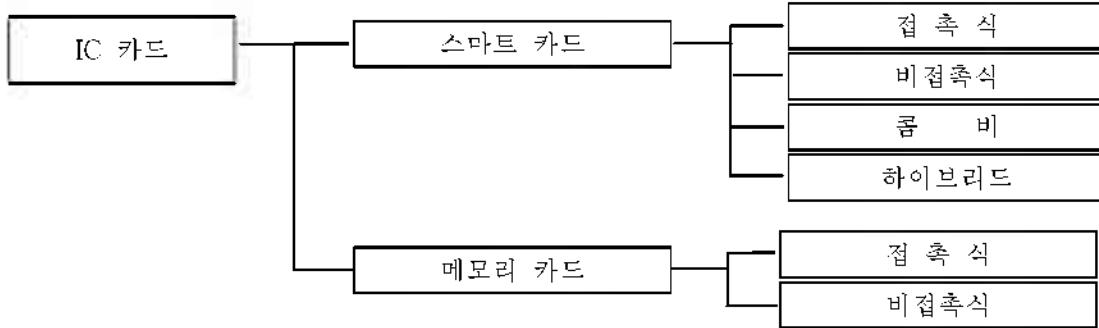 IC 카드
스마트 카드
접 촉 식
비접촉식
콤 비
하이브리드
메모리 카드
접 촉 식
비접촉식